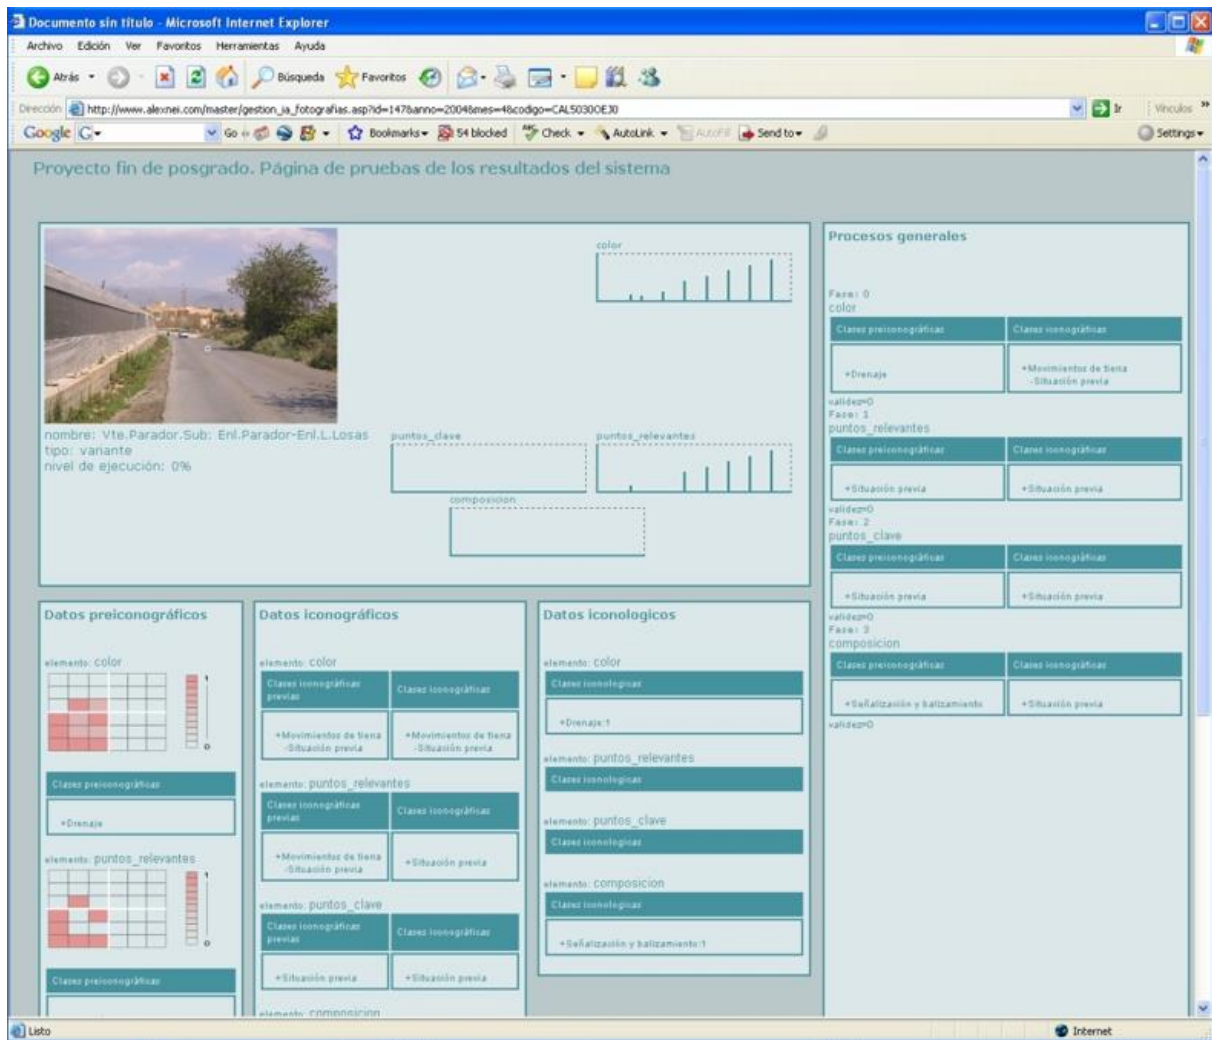 Documento sin título - Microsoft Internet Explorer
Archivo Edición Ver Favoritos Herramientas Ayuda
Atrás Búsqueda Favoritos
Dirección http://www.alexnei.com/master/gestion_ia_fotografias.asp?id=147&anno=2004&mes=4&codigo=CAL5030OEJ0 Ir Vínculos
Google G Go Bookmarks 54 blocked Check AutoLink AutoFill Send to Settings
Proyecto fin de posgrado. Página de pruebas de los resultados del sistema
color
nombre: Vte.Parador.Sub: Enl.Parador-Enl.L.Losas
tipo: variante
nivel de ejecución: 0%
puntos_clave
puntos_relevantes
composicion
Procesos generales
Fase: 0
color
Clases preiconográficas Clases iconográficas
+Drenaje
+Movimientos de tierra
-Situación previa
validez=0
Fase: 1
puntos_relevantes
Clases preiconográficas Clases iconográficas
+Situación previa +Situación previa
validez=0
Fase: 2
puntos_clave
Clases preiconográficas Clases iconográficas
+Situación previa +Situación previa
validez=0
Fase: 3
composicion
Clases preiconográficas Clases iconográficas
+Señalización y balizamiento +Situación previa
validez=0
Datos preiconográficos
elemento: color
1
0
Clases preiconográficas
+Drenaje
elemento: puntos_relevantes
1
0
Clases preiconográficas
Datos iconográficos
elemento: color
Clases iconográficas previas Clases iconográficas
+Movimientos de tierra +Movimientos de tierra
-Situación previa -Situación previa
elemento: puntos_relevantes
Clases iconográficas previas Clases iconográficas
+Movimientos de tierra
-Situación previa
+Situación previa
elemento: puntos_clave
Clases iconográficas previas Clases iconográficas
+Situación previa +Situación previa
elemento: composicion
Datos iconologicos
elemento: color
Clases iconologicas
+Drenaje:1
elemento: puntos_relevantes
Clases iconologicas
elemento: puntos_clave
Clases iconologicas
elemento: composicion
Clases iconologicas
+Señalización y balizamiento:1
Listo Internet